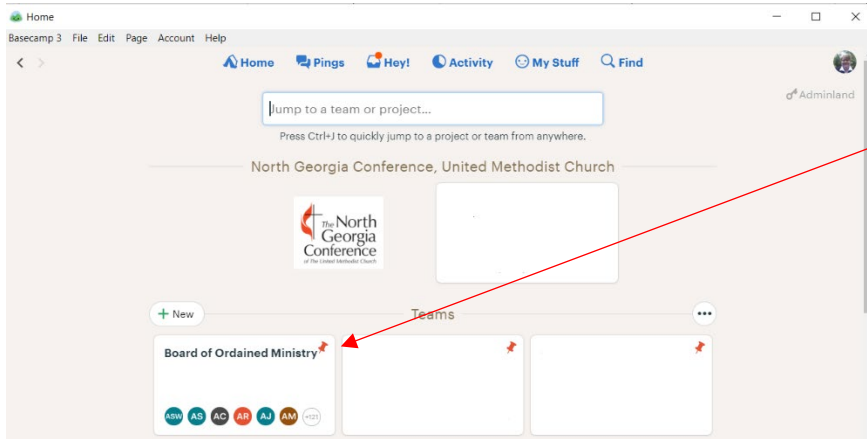 Home
Basecamp 3 File Edit Page Account Help
Home Pings Hey! Activity My Stuff Find
Adminland
Jump to a team or project...
Press Ctrl+J to quickly jump to a project or team from anywhere.
North Georgia Conference, United Methodist Church
The North
Georgia
Conference
of The United Methodist Church
+ New
Teams
Board of Ordained Ministry
ASW AS AC AR AJ AM +121